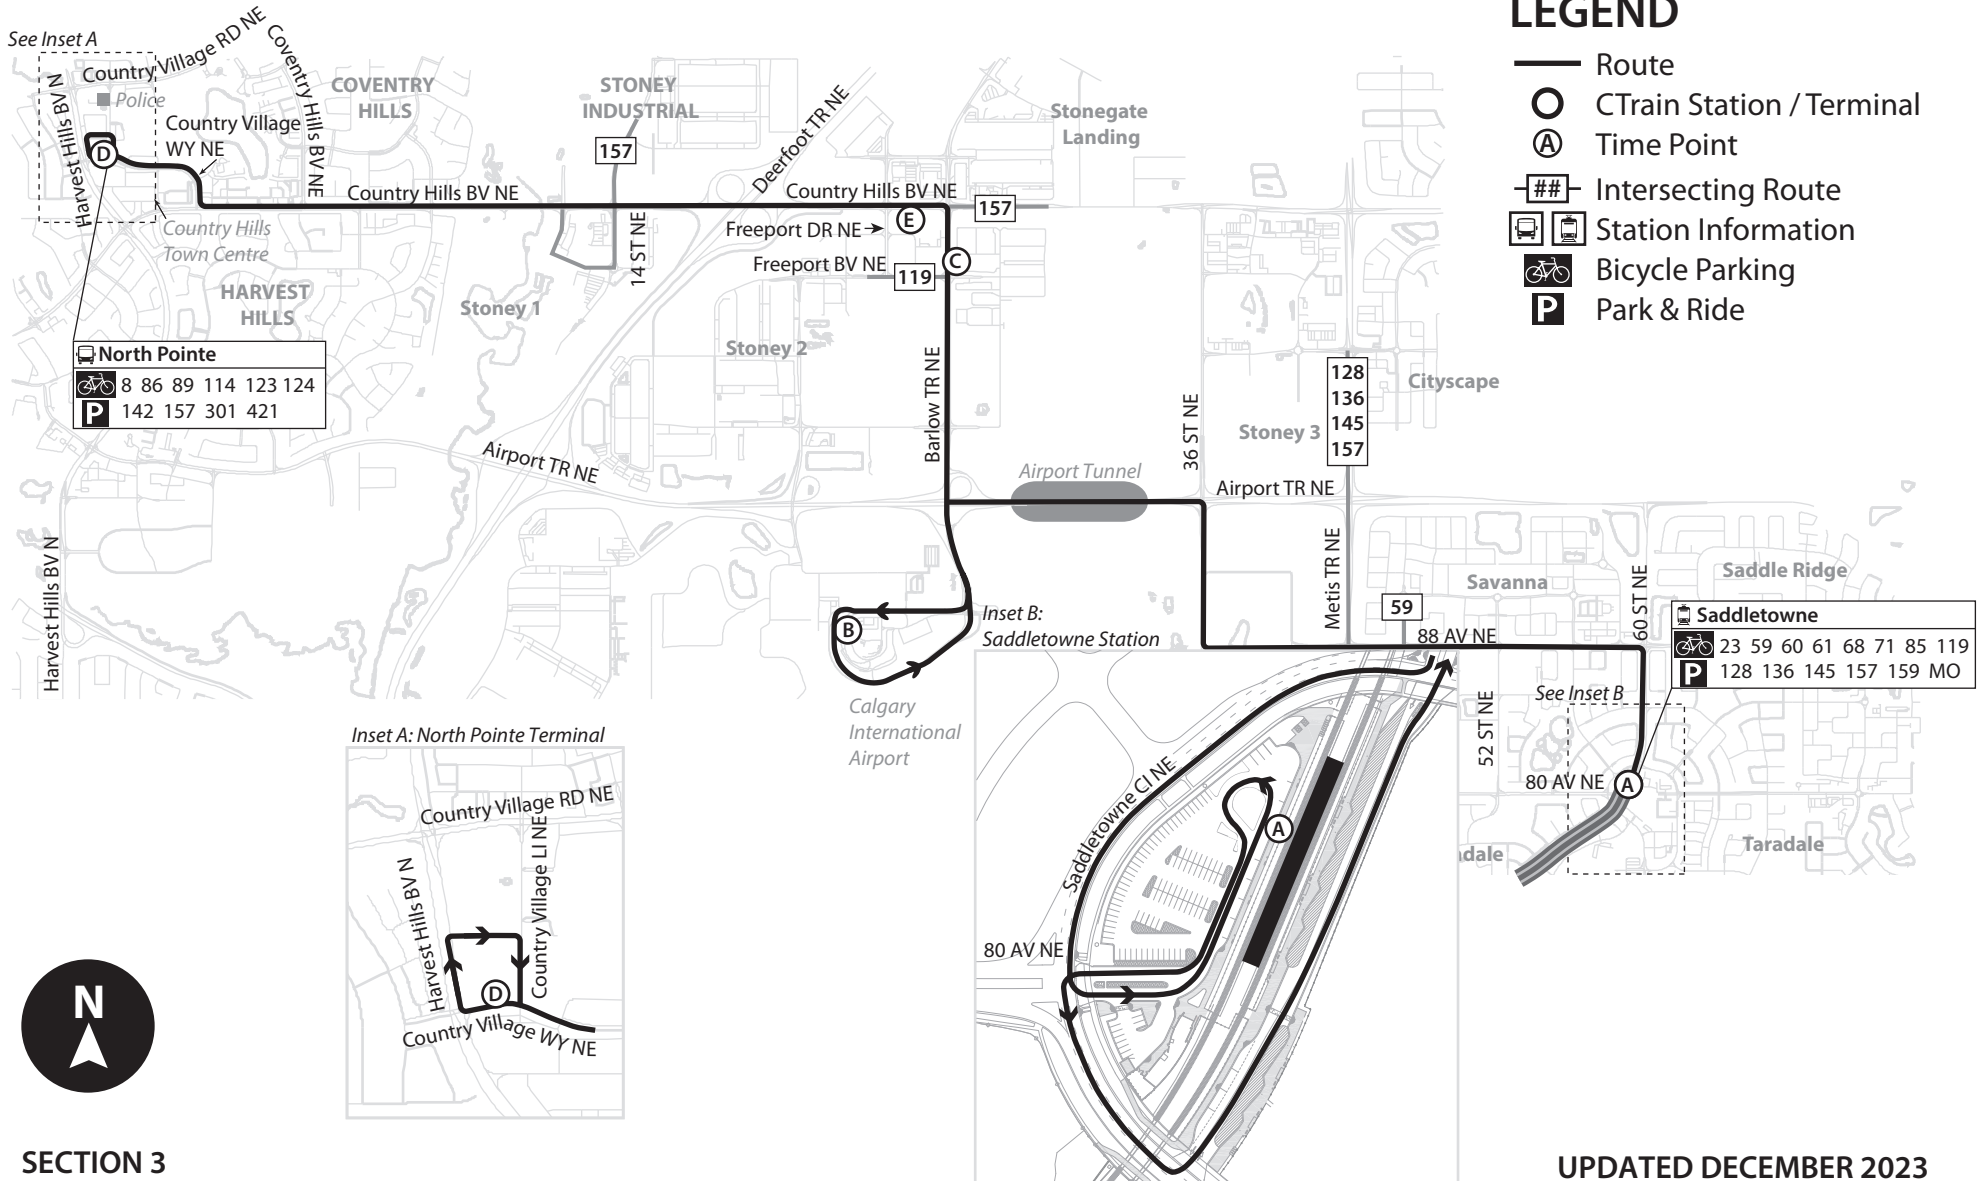 LEGEND
Route
CTrain Station / Terminal
A
Time Point
##
Intersecting Route
Station Information
Bicycle Parking
P
Park & Ride
See Inset A
Country Village RD NE
Coventry Hills BV NE
Harvest Hills BV N
Police
D
Country Village
WY NE
COVENTRY
HILLS
STONEY
INDUSTRIAL
157
Deerfoot TR NE
Stonegate
Landing
Country Hills BV NE
Country Hills BV NE
157
E
Freeport DR NE
C
Freeport BV NE
119
14 ST NE
Country Hills
Town Centre
HARVEST
HILLS
Stoney 1
Stoney 2
North Pointe
8 86 89 114 123 124
P
142 157 301 421
Barlow TR NE
36 ST NE
128
136
145
157
Cityscape
Stoney 3
Airport TR NE
Airport Tunnel
Airport TR NE
Metis TR NE
Harvest Hills BV N
Savanna
Saddle Ridge
60 ST NE
59
88 AV NE
Saddletowne
23 59 60 61 68 71 85 119
P
128 136 145 157 159 MO
B
Calgary
International
Airport
Inset B:
Saddletowne Station
See Inset B
52 ST NE
80 AV NE
A
dale
Taradale
Saddletowne CI NE
A
80 AV NE
Inset A: North Pointe Terminal
Country Village RD NE
Country Village LI NE
Harvest Hills BV N
D
Country Village WY NE
N
SECTION 3
UPDATED DECEMBER 2023